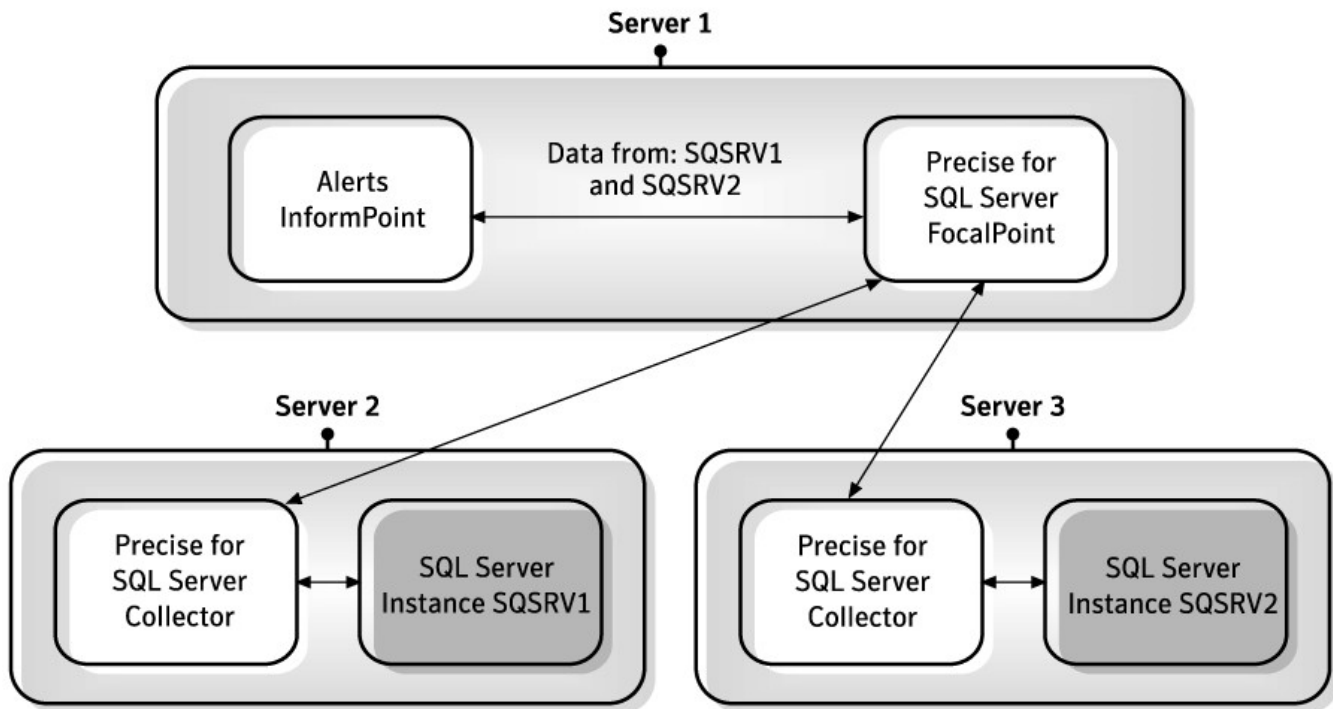 Server 1
Alerts
InformPoint
Data from: SQSRV1
and SQSRV2
Precise for
SQL Server
FocalPoint
Server 2
Precise for
SQL Server
Collector
SQL Server
Instance SQSRV1
Server 3
Precise for
SQL Server
Collector
SQL Server
Instance SQSRV2